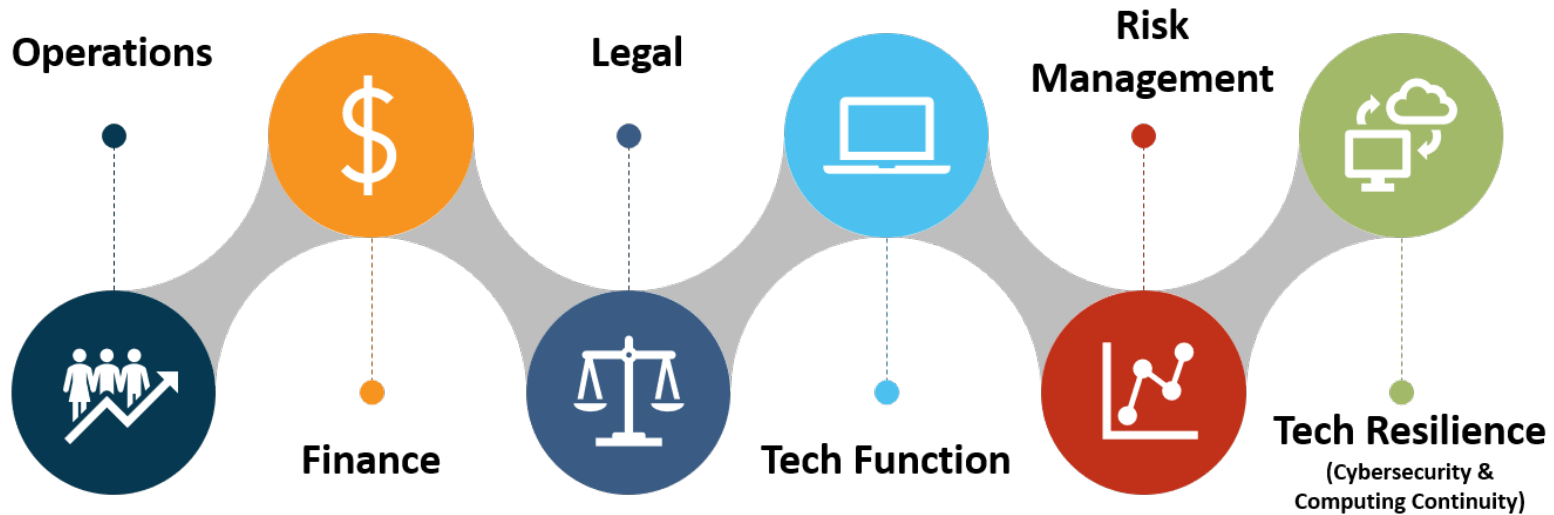 Operations
Finance
Legal
Tech Function
Risk
Management
Tech Resilience
(Cybersecurity &
Computing Continuity)